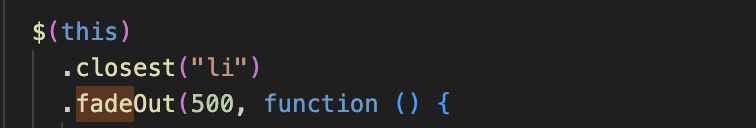 $(this)
.closest("li")
.fadeOut(500, function () {